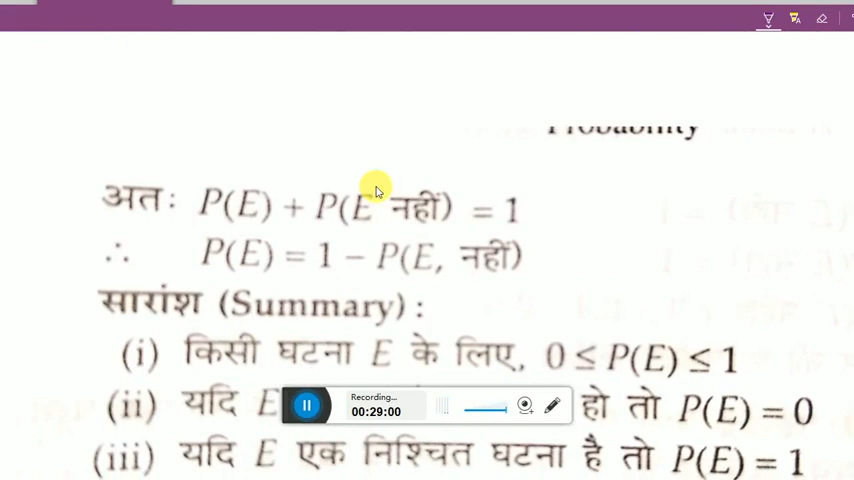 Probability
अतः P(E) + P(E नहीं) = 1
∴ P(E) = 1 − P(E, नहीं)
सारांश (Summary) :
(i) किसी घटना E के लिए, 0 ≤ P(E) ≤ 1
(ii) यदि E हो तो P(E) = 0
Recording...
00:29:00
(iii) यदि E एक निश्चित घटना है तो P(E) = 1